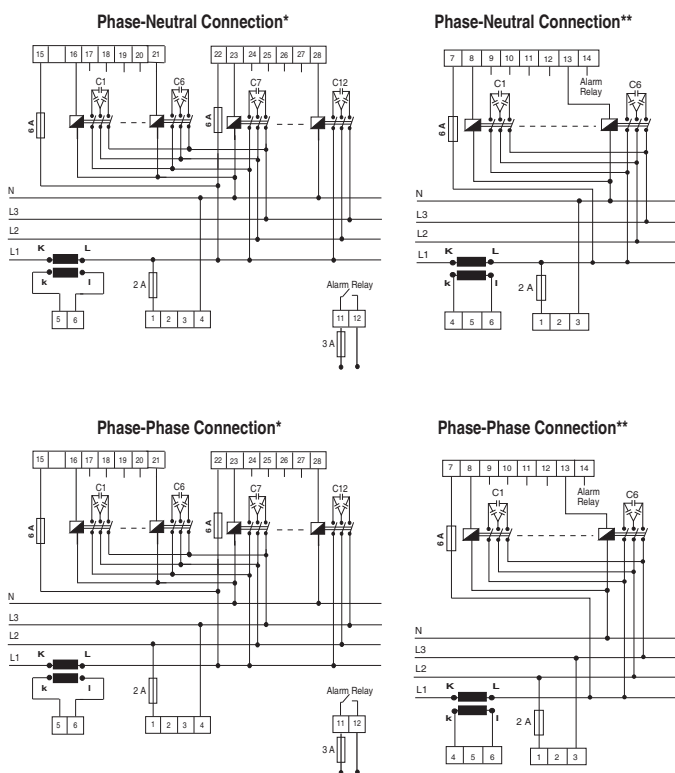 Phase-Neutral Connection*
15 16 17 18 19 20 21 22 23 24 25 26 27 28
C1 C6 C7 C12
6 A 6 A
N
L3
L2
L1
K L
k l
2 A
5 6
1 2 3 4
Alarm Relay
11 12
3 A
Phase-Neutral Connection**
7 8 9 10 11 12 13 14
Alarm
Relay
C1 C6
6 A
N
L3
L2
L1
K L
k l
2 A
4 5 6
1 2 3
Phase-Phase Connection*
15 16 17 18 19 20 21 22 23 24 25 26 27 28
C1 C6 C7 C12
6 A 6 A
N
L3
L2
L1
K L
k l
2 A
5 6
1 2 3 4
Alarm Relay
11 12
3 A
Phase-Phase Connection**
7 8 9 10 11 12 13 14
Alarm
Relay
C1 C6
6 A
N
L3
L2
L1
K L
k l
2 A
4 5 6
1 2 3